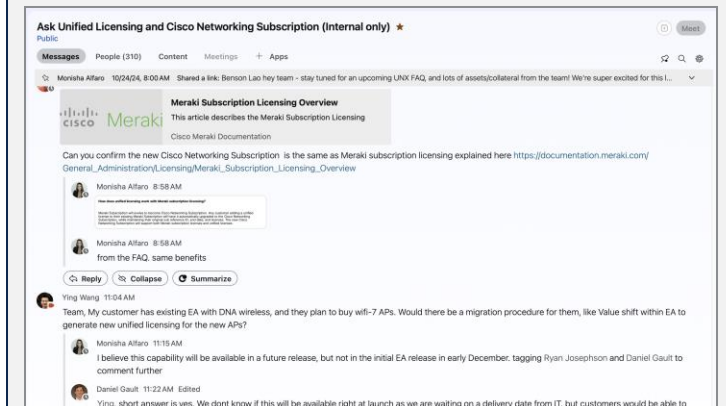 Ask Unified Licensing and Cisco Networking Subscription (Internal only) ★
Meet
Public
Messages People (310) Content Meetings + Apps
Monisha Alfaro 10/24/24, 8:00 AM Shared a link: Benson Lao hey team - stay tuned for an upcoming UNX FAQ, and lots of assets/collateral from the team! We're super excited for this l...
cisco Meraki
Meraki Subscription Licensing Overview
This article describes the Meraki Subscription Licensing
Cisco Meraki Documentation
Can you confirm the new Cisco Networking Subscription is the same as Meraki subscription licensing explained here https://documentation.meraki.com/
General_Administration/Licensing/Meraki_Subscription_Licensing_Overview
Monisha Alfaro 8:58 AM
How does unified licensing work with Meraki subscription licensing?
Monisha Alfaro 8:58 AM
from the FAQ. same benefits
Reply Collapse Summarize
Ying Wang 11:04 AM
Team, My customer has existing EA with DNA wireless, and they plan to buy wifi-7 APs. Would there be a migration procedure for them, like Value shift within EA to
generate new unified licensing for the new APs?
Monisha Alfaro 11:15 AM
I believe this capability will be available in a future release, but not in the initial EA release in early December. tagging Ryan Josephson and Daniel Gault to
comment further
Daniel Gault 11:22 AM Edited
Ying, short answer is yes. We dont know if this will be available right at launch as we are waiting on a delivery date from IT, but customers would be able to